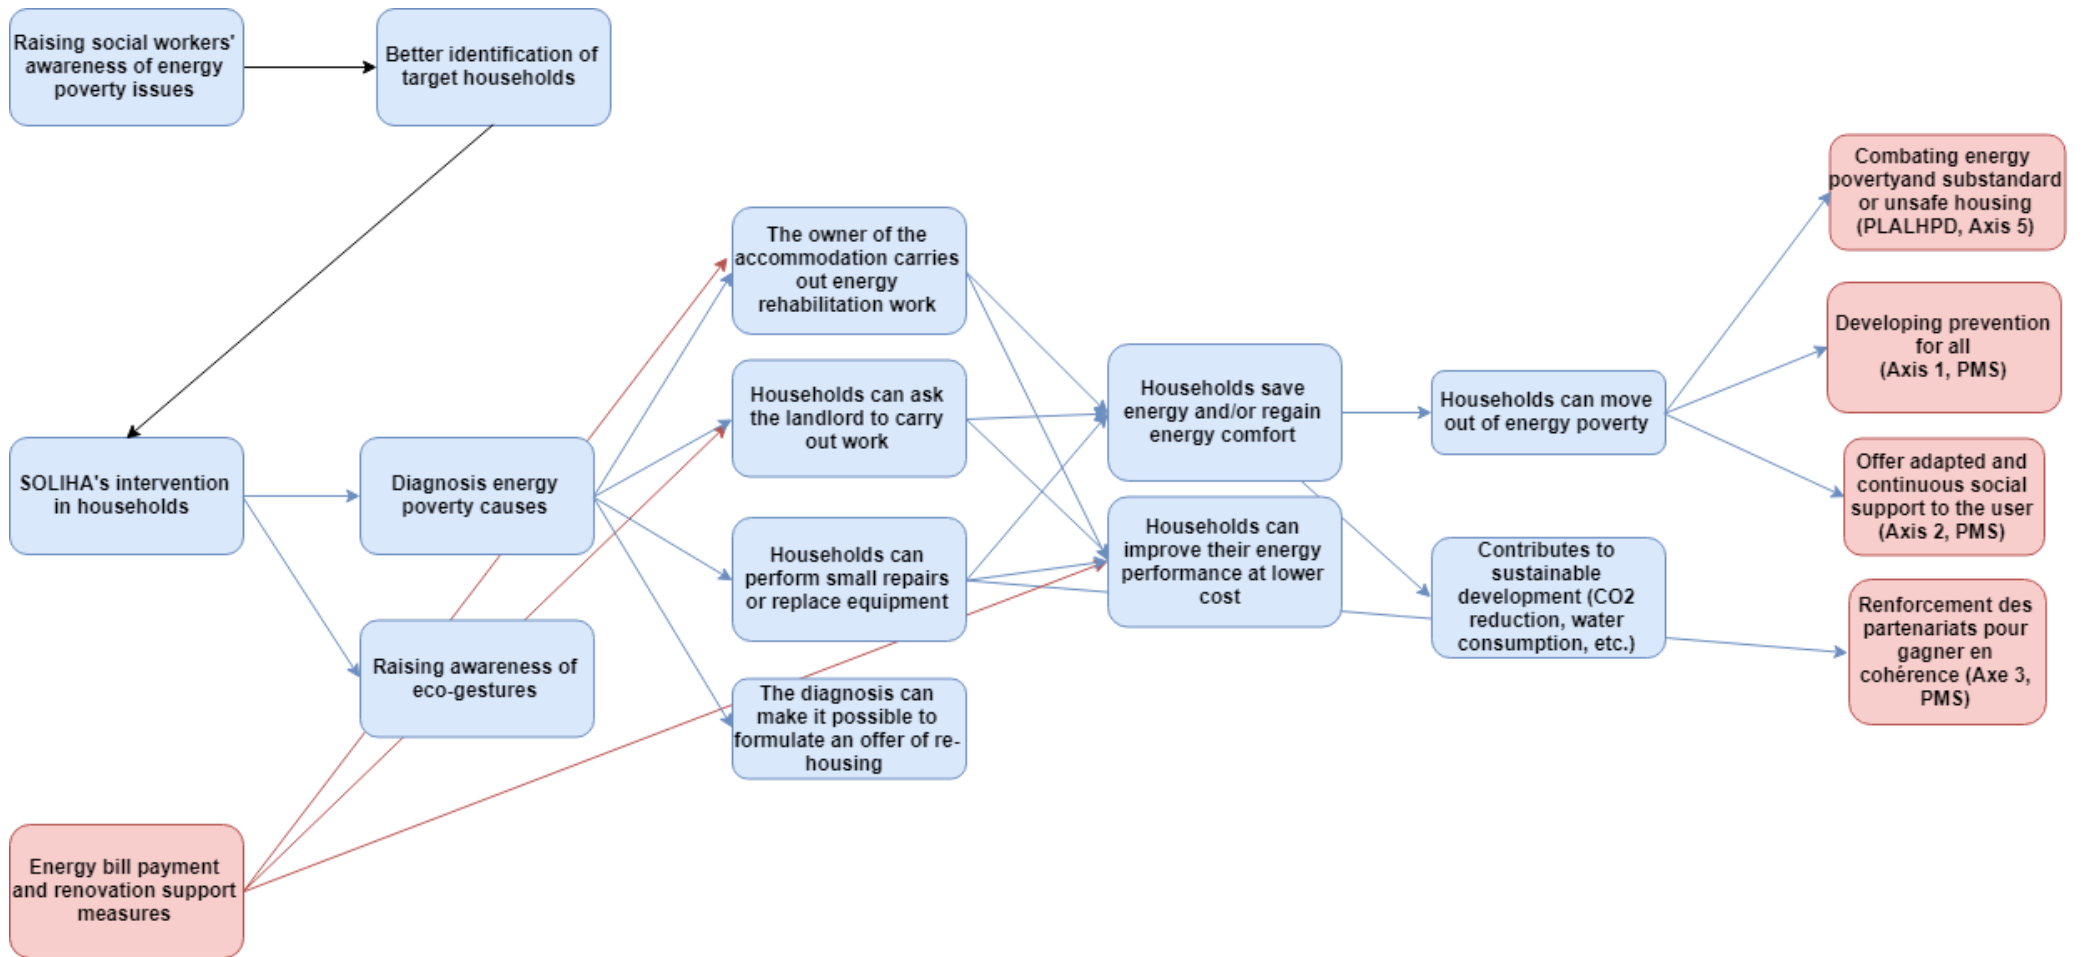 Raising social workers'
awareness of energy
poverty issues
Better identification of
target households
SOLIHA's intervention
in households
Diagnosis energy
poverty causes
Raising awareness of
eco-gestures
Energy bill payment
and renovation support
measures
The owner of the
accommodation carries
out energy
rehabilitation work
Households can ask
the landlord to carry
out work
Households can
perform small repairs
or replace equipment
The diagnosis can
make it possible to
formulate an offer of re-
housing
Households save
energy and/or regain
energy comfort
Households can
improve their energy
performance at lower
cost
Households can move
out of energy poverty
Contributes to
sustainable
development (CO2
reduction, water
consumption, etc.)
Combating energy
povertyand substandard
or unsafe housing
(PLALHPD, Axis 5)
Developing prevention
for all
(Axis 1, PMS)
Offer adapted and
continuous social
support to the user
(Axis 2, PMS)
Renforcement des
partenariats pour
gagner en
cohérence (Axe 3,
PMS)